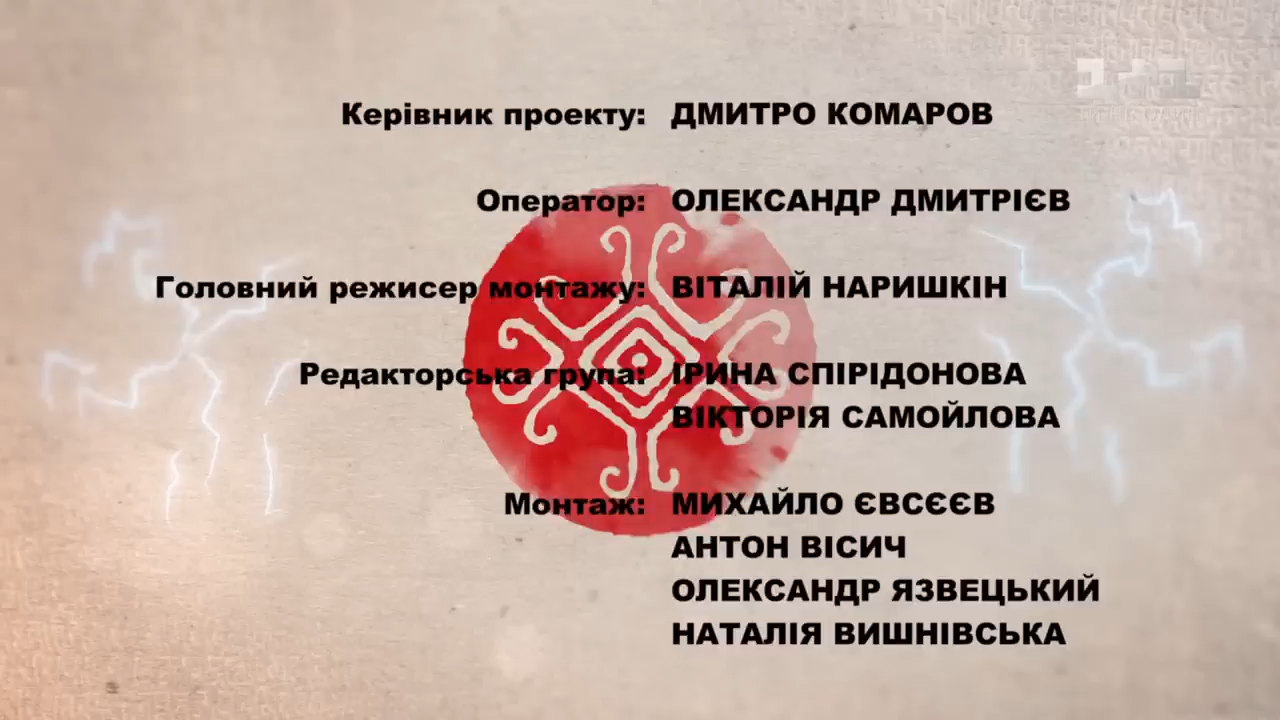 Керівник проекту: ДМИТРО КОМАРОВ
Оператор: ОЛЕКСАНДР ДМИТРІЄВ
Головний режисер монтажу: ВІТАЛІЙ НАРИШКІН
Редакторська група: ІРИНА СПІРІДОНОВА
ВІКТОРІЯ САМОЙЛОВА
Монтаж: МИХАЙЛО ЄВСЄЄВ
АНТОН ВІСИЧ
ОЛЕКСАНДР ЯЗВЕЦЬКИЙ
НАТАЛІЯ ВИШНІВСЬКА